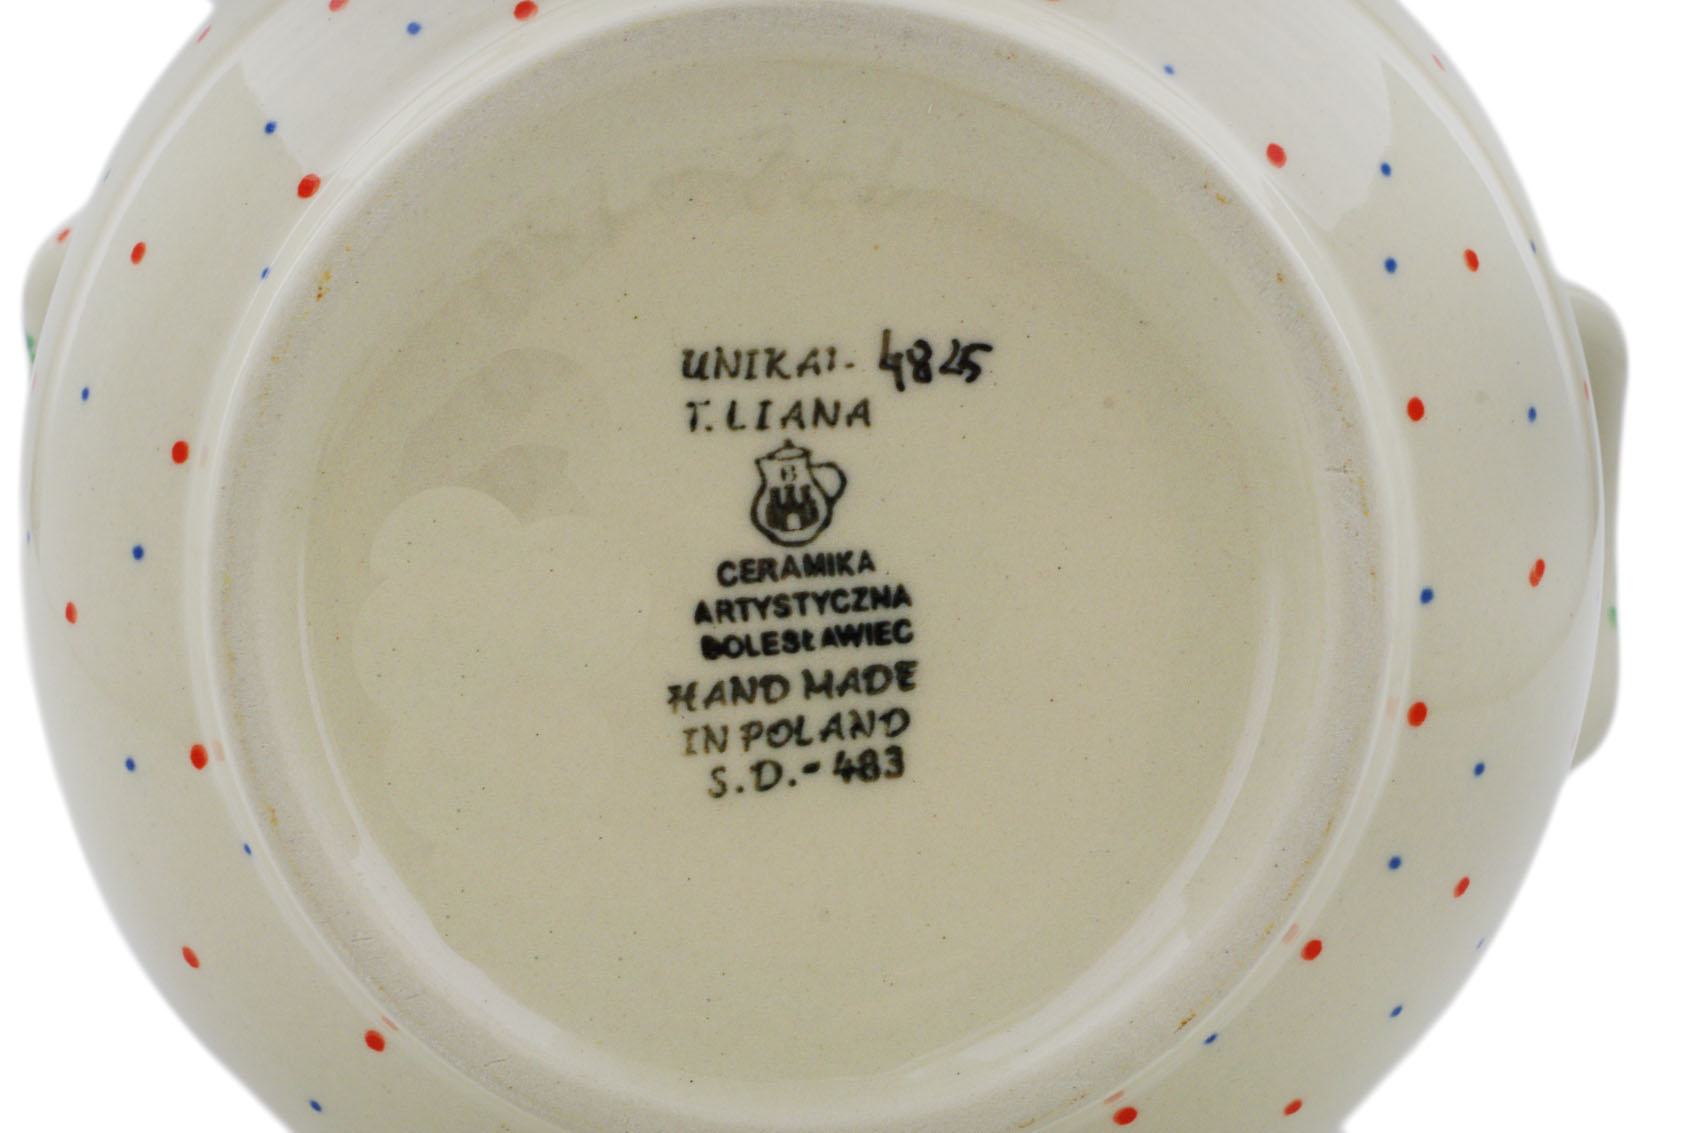 UNIKAT- 4825
T. LIANA
B
CERAMIKA
ARTYSTYCZNA
BOLESŁAWIEC
HAND MADE
IN POLAND
S.D.- 483